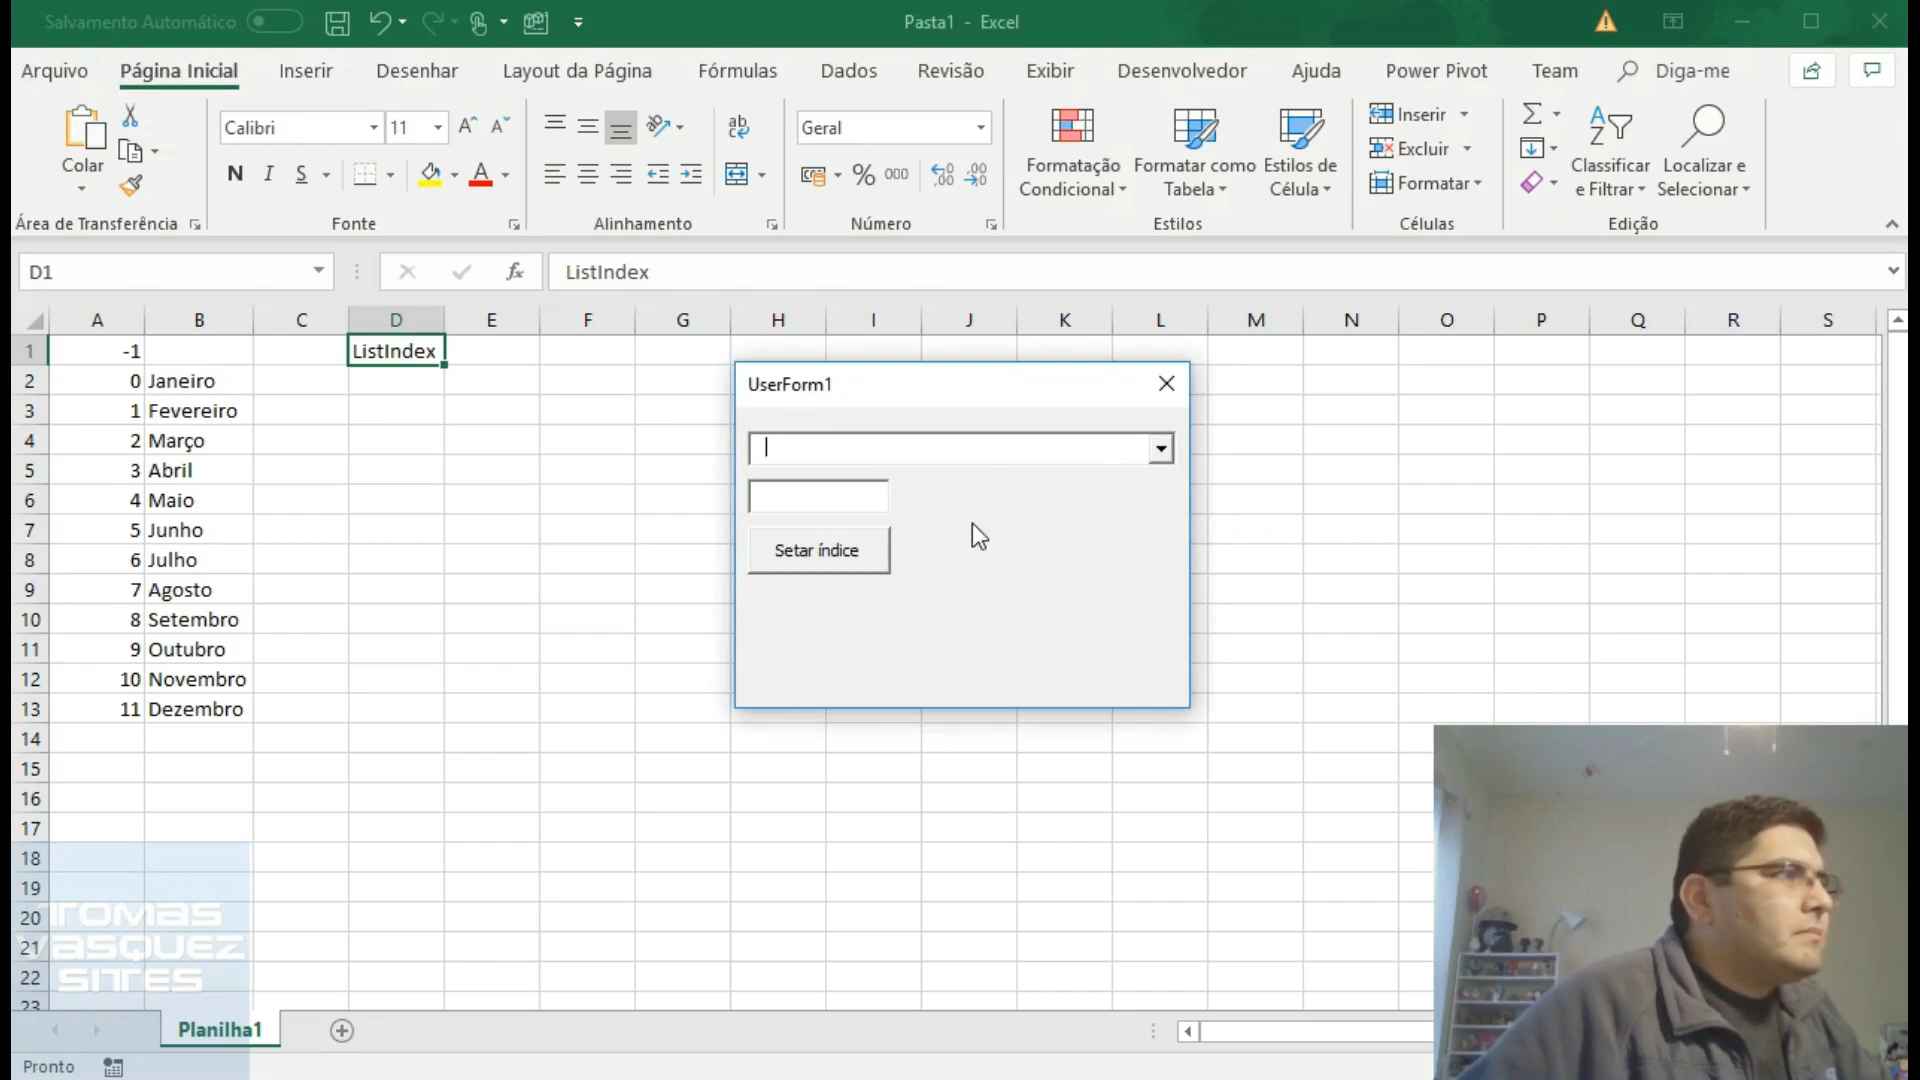 Salvamento Automático
Pasta1 - Excel
Arquivo Página Inicial Inserir Desenhar Layout da Página Fórmulas Dados Revisão Exibir Desenvolvedor Ajuda Power Pivot Team Diga-me
Colar
Calibri 11
N I S A
ab
Geral
% 000
Formatação Condicional
Formatar como Tabela
Estilos de Célula
Inserir
Excluir
Formatar
Classificar e Filtrar
Localizar e Selecionar
Área de Transferência Fonte Alinhamento Número Estilos Células Edição
D1 fx ListIndex
A B C D E F G H I J K L M N O P Q R S
1 -1 ListIndex
2 0 Janeiro
3 1 Fevereiro
4 2 Março
5 3 Abril
6 4 Maio
7 5 Junho
8 6 Julho
9 7 Agosto
10 8 Setembro
11 9 Outubro
12 10 Novembro
13 11 Dezembro
14
15
16
17
18
19
20
21
22
23
UserForm1
Setar índice
TOMAS
VASQUEZ
SITES
Planilha1
Pronto